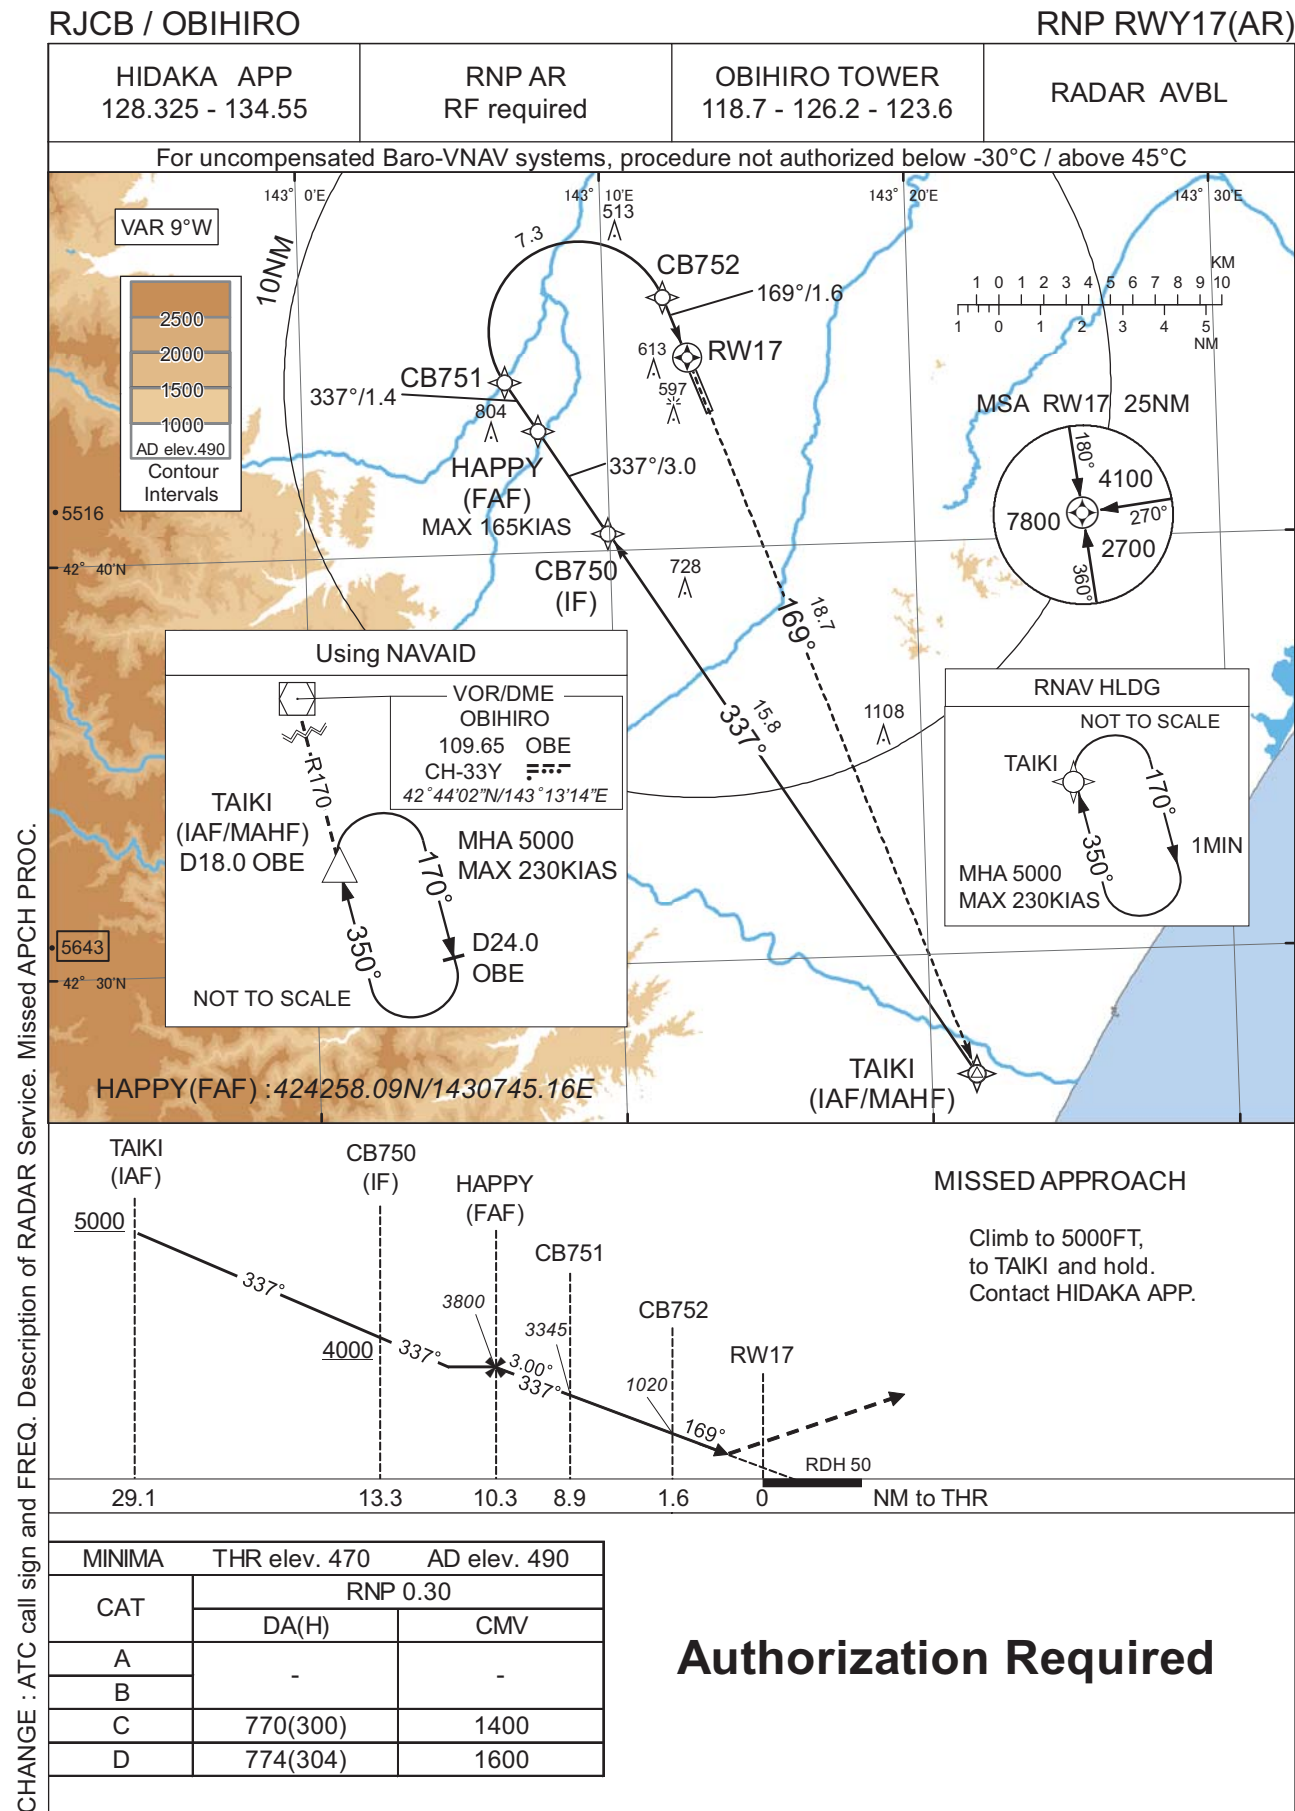 RJCB / OBIHIRO
RNP RWY17(AR)
HIDAKA APP
128.325 - 134.55
RNP AR
RF required
OBIHIRO TOWER
118.7 - 126.2 - 123.6
RADAR AVBL
For uncompensated Baro-VNAV systems, procedure not authorized below -30°C / above 45°C
143° 0'E
143° 10'E
143° 20'E
143° 30'E
VAR 9°W
10NM
2500
2000
1500
1000
AD elev.490
Contour
Intervals
7.3
513
CB752
169°/1.6
613
RW17
597
CB751
337°/1.4
804
HAPPY
(FAF)
MAX 165KIAS
337°/3.0
CB750
(IF)
728
KM
1 0 1 2 3 4 5 6 7 8 9 10
1 0 1 2 3 4 5
NM
MSA RW17 25NM
180°
4100
7800
270°
2700
360°
5516
42° 40'N
18.7
169°
15.8
337°
1108
Using NAVAID
VOR/DME
OBIHIRO
109.65 OBE
CH-33Y
42°44'02"N/143°13'14"E
R170
TAIKI
(IAF/MAHF)
D18.0 OBE
MHA 5000
MAX 230KIAS
170°
350°
D24.0
OBE
NOT TO SCALE
RNAV HLDG
NOT TO SCALE
TAIKI
170°
350°
1MIN
MHA 5000
MAX 230KIAS
5643
42° 30'N
TAIKI
(IAF/MAHF)
HAPPY(FAF) :424258.09N/1430745.16E
TAIKI
(IAF)
CB750
(IF)
HAPPY
(FAF)
CB751
CB752
RW17
5000
337°
4000
337°
3800
3.00°
337°
3345
1020
169°
RDH 50
29.1
13.3
10.3
8.9
1.6
0
NM to THR
MISSED APPROACH
Climb to 5000FT,
to TAIKI and hold.
Contact HIDAKA APP.
MINIMA THR elev. 470 AD elev. 490
CAT
RNP 0.30
DA(H) CMV
A
B
- -
C 770(300) 1400
D 774(304) 1600
Authorization Required
CHANGE : ATC call sign and FREQ. Description of RADAR Service. Missed APCH PROC.